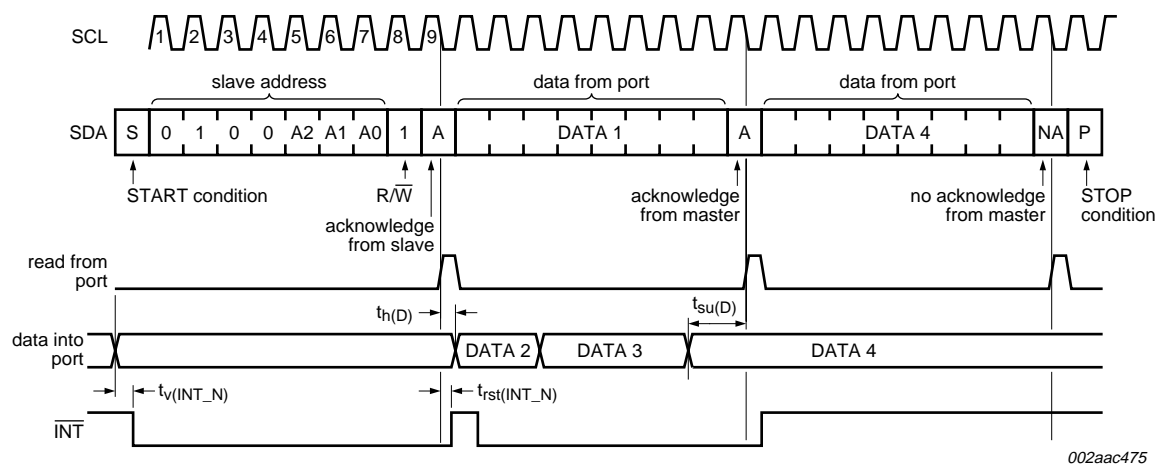 SCL 1 2 3 4 5 6 7 8 9
slave address data from port data from port
SDA S 0 1 0 0 A2 A1 A0 1 A DATA 1 A DATA 4 NA P
START condition R/W̅ acknowledge from master no acknowledge from master STOP condition
acknowledge from slave
read from port
th(D) tsu(D)
data into port DATA 2 DATA 3 DATA 4
tv(INT_N) trst(INT_N)
I̅N̅T̅
002aac475